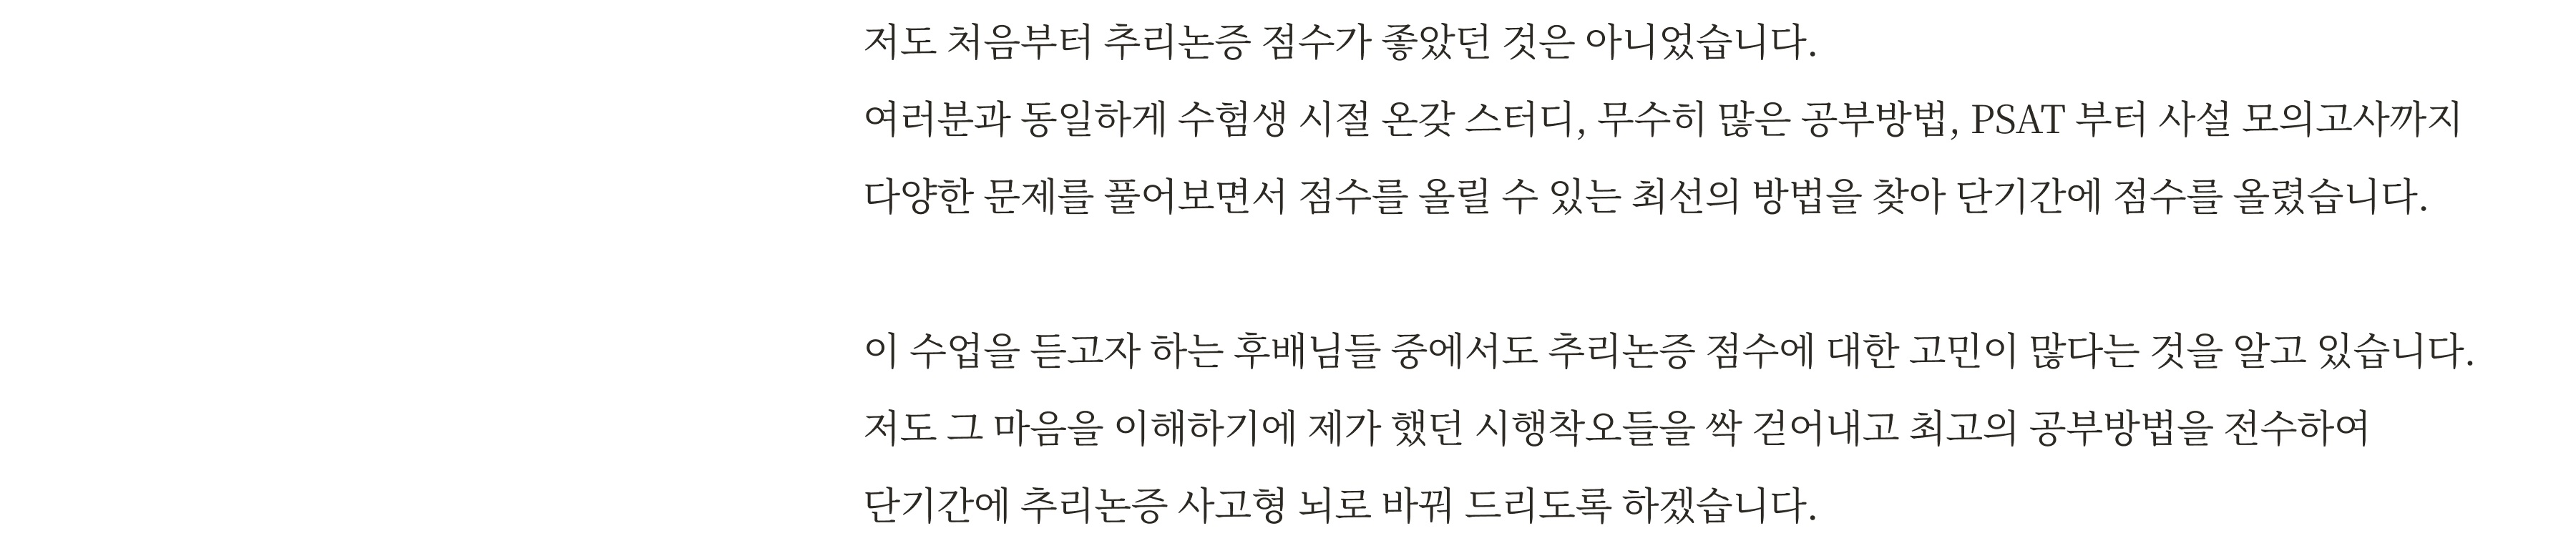 저도 처음부터 추리논증 점수가 좋았던 것은 아니었습니다.
여러분과 동일하게 수험생 시절 온갖 스터디, 무수히 많은 공부방법, PSAT 부터 사설 모의고사까지
다양한 문제를 풀어보면서 점수를 올릴 수 있는 최선의 방법을 찾아 단기간에 점수를 올렸습니다.
이 수업을 듣고자 하는 후배님들 중에서도 추리논증 점수에 대한 고민이 많다는 것을 알고 있습니다.
저도 그 마음을 이해하기에 제가 했던 시행착오들을 싹 걷어내고 최고의 공부방법을 전수하여
단기간에 추리논증 사고형 뇌로 바꿔 드리도록 하겠습니다.